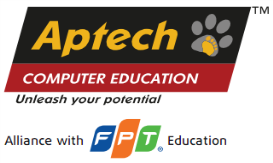 Aptech TM
COMPUTER EDUCATION
Unleash your potential
Alliance with FPT Education